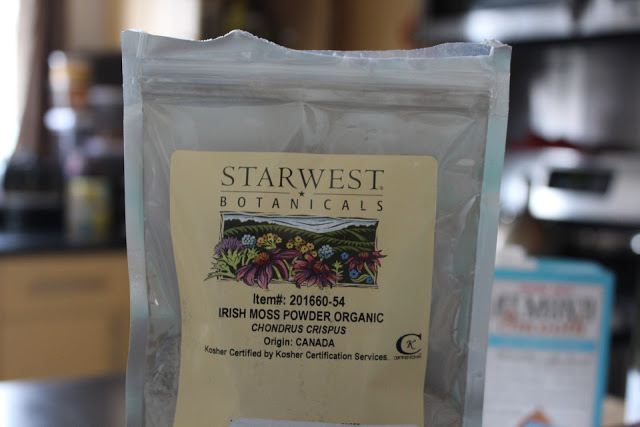 STARWEST
BOTANICALS
Item#: 201660-54
IRISH MOSS POWDER ORGANIC
CHONDRUS CRISPUS
Origin: CANADA
Kosher Certified by Kosher Certification Services.
K